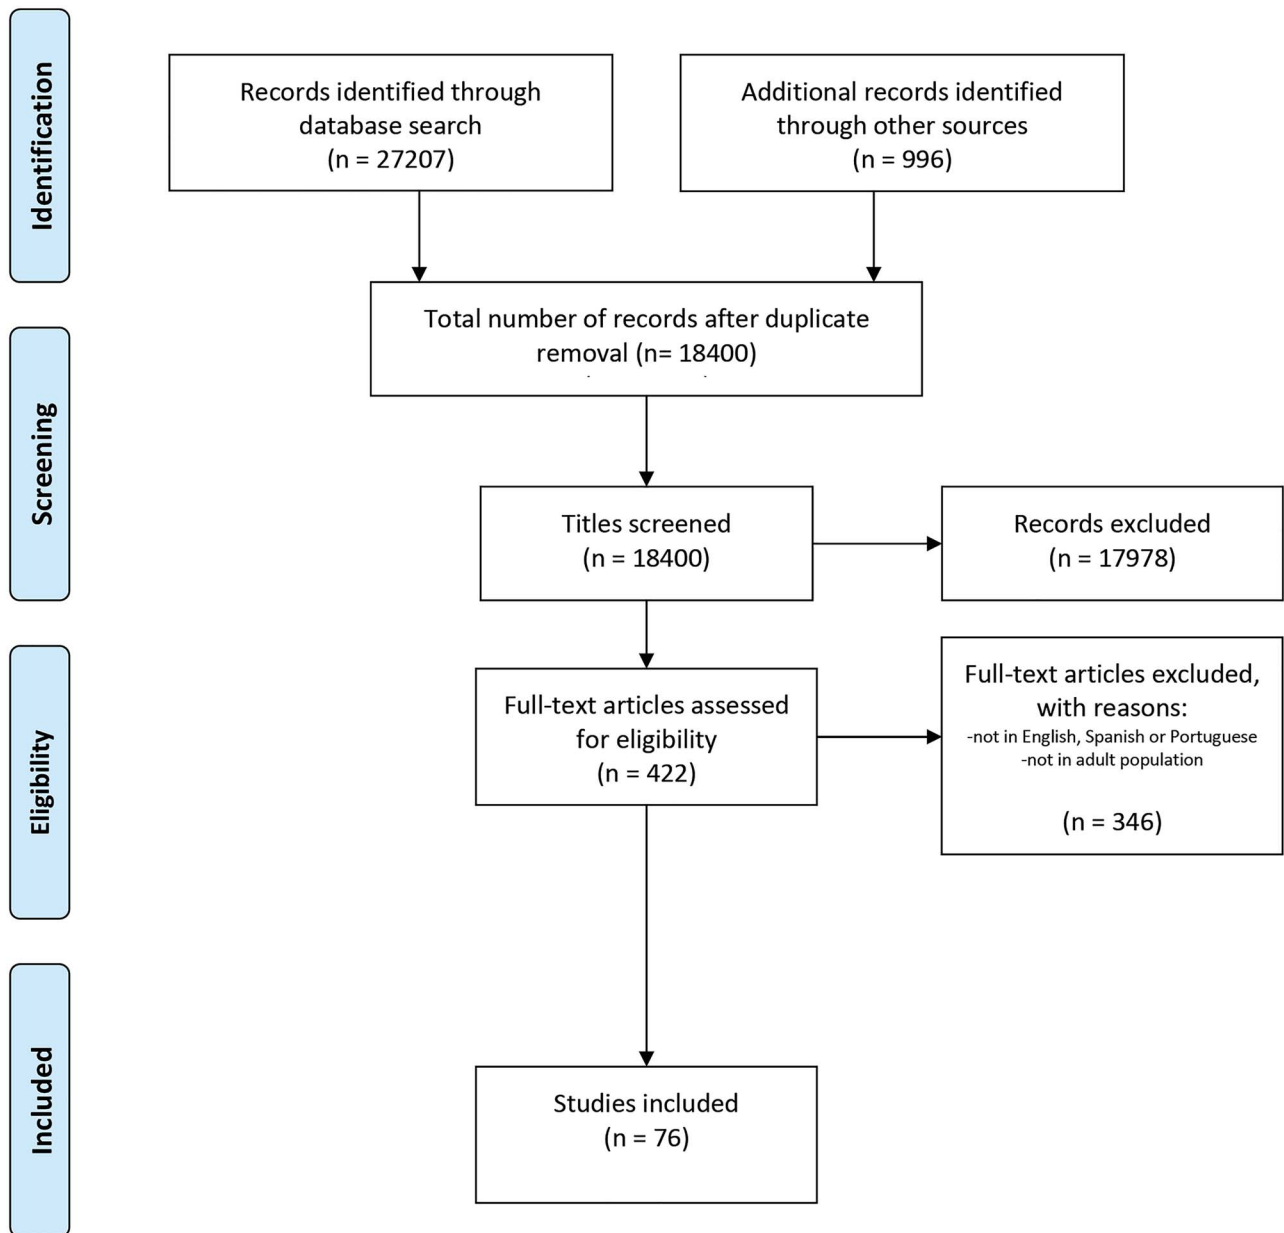 Identification
Records identified through
database search
(n = 27207)
Additional records identified
through other sources
(n = 996)
Total number of records after duplicate
removal (n= 18400)
Screening
Titles screened
(n = 18400)
Records excluded
(n = 17978)
Eligibility
Full-text articles assessed
for eligibility
(n = 422)
Full-text articles excluded,
with reasons:
-not in English, Spanish or Portuguese
-not in adult population
(n = 346)
Included
Studies included
(n = 76)